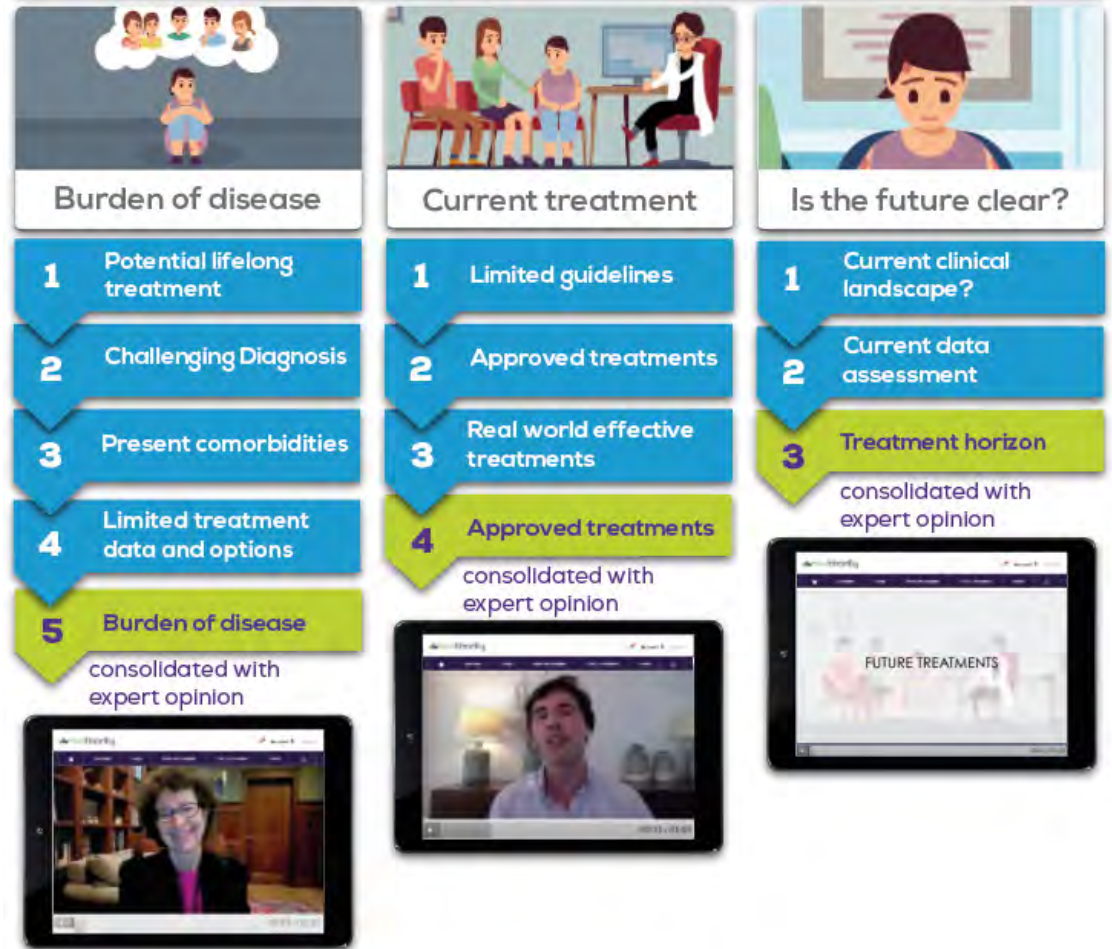 Burden of disease
1
Potential lifelong
treatment
2
Challenging Diagnosis
3
Present comorbidities
4
Limited treatment
data and options
5
Burden of disease
consolidated with
expert opinion
Current treatment
1
Limited guidelines
2
Approved treatments
3
Real world effective
treatments
4
Approved treatments
consolidated with
expert opinion
Is the future clear?
1
Current clinical
landscape?
2
Current data
assessment
3
Treatment horizon
consolidated with
expert opinion
FUTURE TREATMENTS